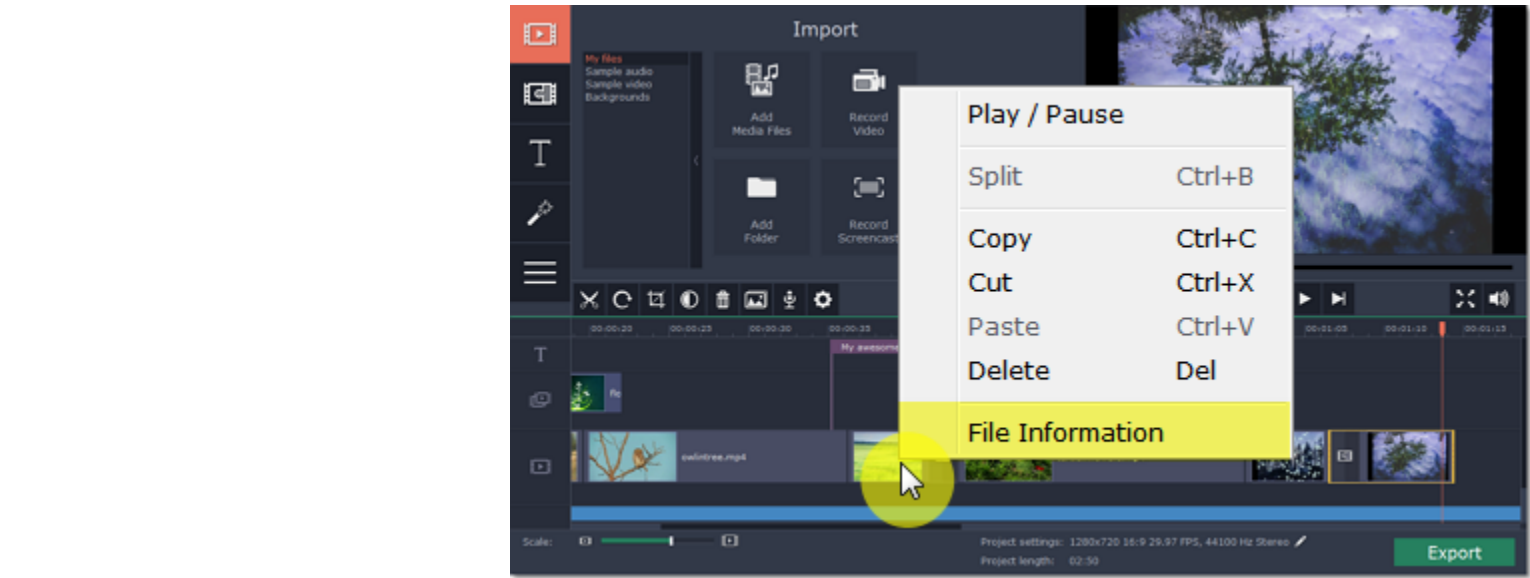 Import
My files
Sample audio
Sample video
Backgrounds
Add
Media Files
Record
Video
Add
Folder
Record
Screencast
Play / Pause
Split Ctrl+B
Copy Ctrl+C
Cut Ctrl+X
Paste Ctrl+V
Delete Del
File Information
T
00:00:20 00:00:25 00:00:30 00:00:35 00:01:05 00:01:10 00:01:15
T
My awesome
flo
owlintree.mp4
Scale:
Project settings: 1280x720 16:9 29.97 FPS, 44100 Hz Stereo
Project length: 02:50
Export